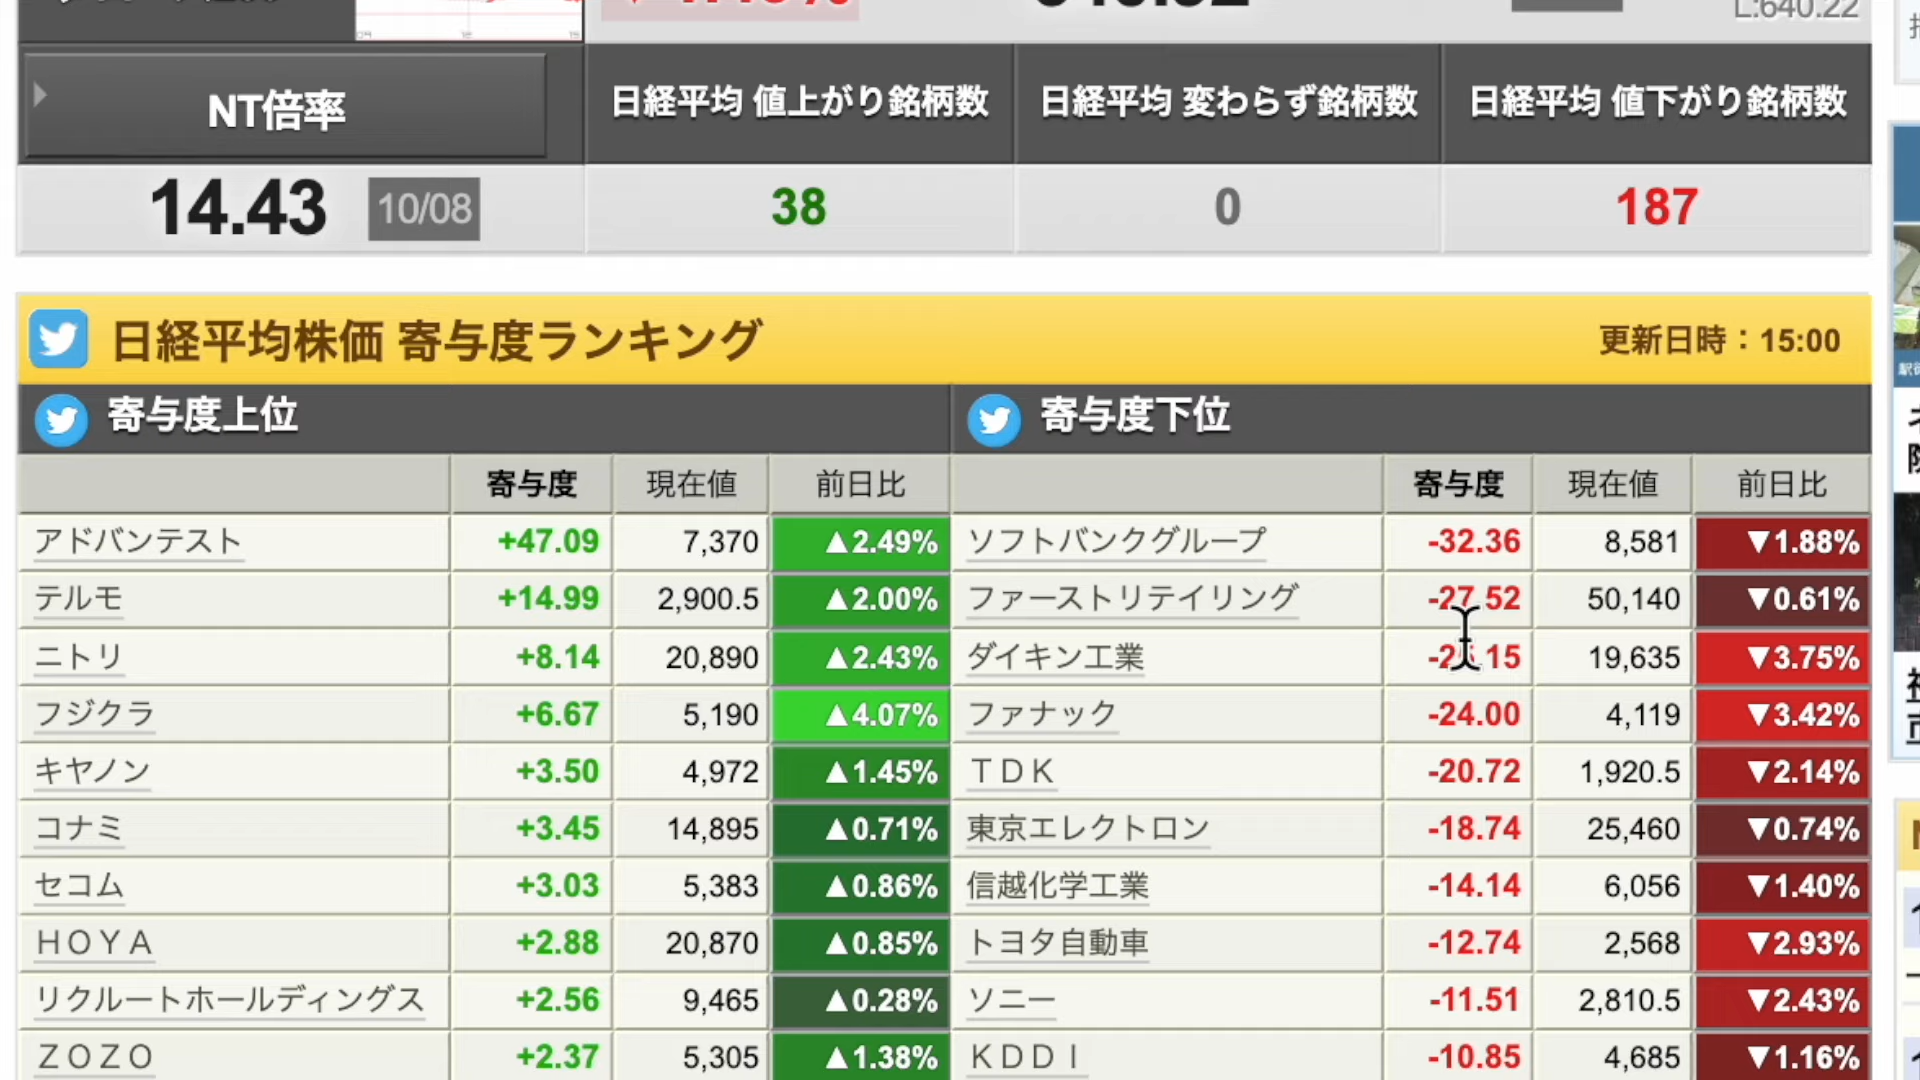 L:640.22
NT倍率 日経平均 値上がり銘柄数 日経平均 変わらず銘柄数 日経平均 値下がり銘柄数
14.43 10/08 38 0 187
日経平均株価 寄与度ランキング 更新日時：15:00
寄与度上位 寄与度下位
寄与度 現在値 前日比 寄与度 現在値 前日比
アドバンテスト +47.09 7,370 ▲2.49% ソフトバンクグループ -32.36 8,581 ▼1.88%
テルモ +14.99 2,900.5 ▲2.00% ファーストリテイリング -27.52 50,140 ▼0.61%
ニトリ +8.14 20,890 ▲2.43% ダイキン工業 19,635 ▼3.75%
フジクラ +6.67 5,190 ▲4.07% ファナック -24.00 4,119 ▼3.42%
キヤノン +3.50 4,972 ▲1.45% ＴＤＫ -20.72 1,920.5 ▼2.14%
コナミ +3.45 14,895 ▲0.71% 東京エレクトロン -18.74 25,460 ▼0.74%
セコム +3.03 5,383 ▲0.86% 信越化学工業 -14.14 6,056 ▼1.40%
ＨＯＹＡ +2.88 20,870 ▲0.85% トヨタ自動車 -12.74 2,568 ▼2.93%
リクルートホールディングス +2.56 9,465 ▲0.28% ソニー -11.51 2,810.5 ▼2.43%
ＺＯＺＯ +2.37 5,305 ▲1.38% ＫＤＤＩ -10.85 4,685 ▼1.16%